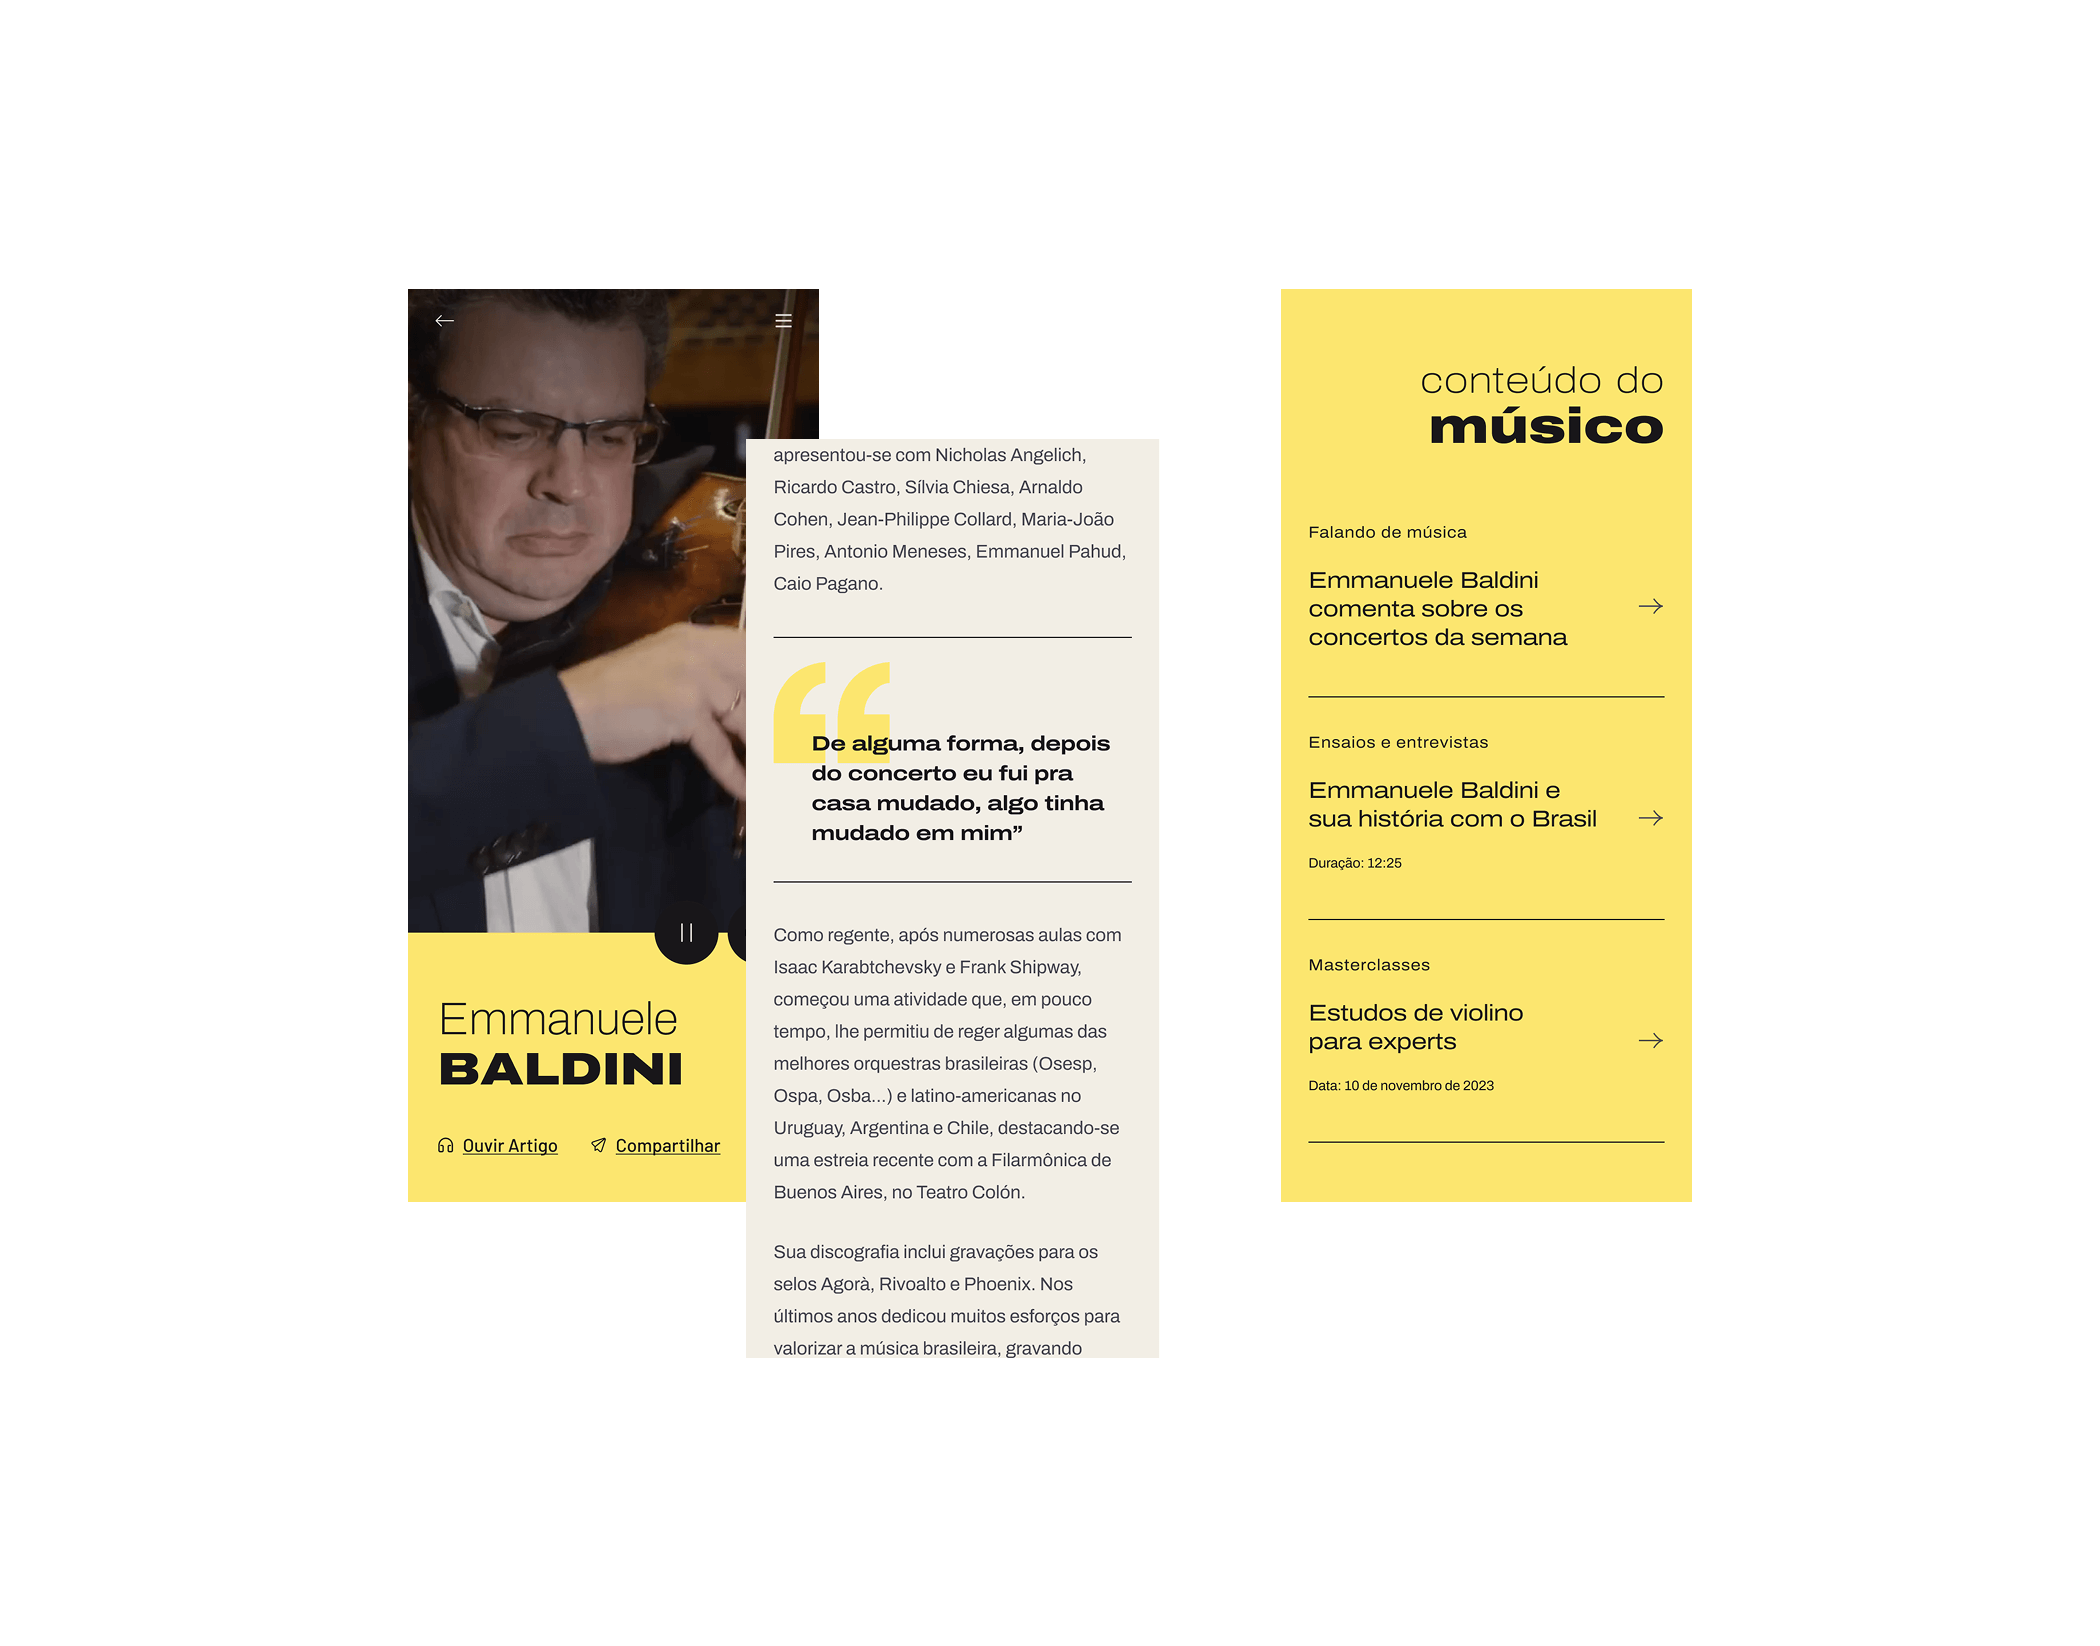 Emmanuele
BALDINI
Ouvir Artigo
Compartilhar
apresentou-se com Nicholas Angelich,
Ricardo Castro, Sílvia Chiesa, Arnaldo
Cohen, Jean-Philippe Collard, Maria-João
Pires, Antonio Meneses, Emmanuel Pahud,
Caio Pagano.
“De alguma forma, depois
do concerto eu fui pra
casa mudado, algo tinha
mudado em mim”
Como regente, após numerosas aulas com
Isaac Karabtchevsky e Frank Shipway,
começou uma atividade que, em pouco
tempo, lhe permitiu de reger algumas das
melhores orquestras brasileiras (Osesp,
Ospa, Osba...) e latino-americanas no
Uruguay, Argentina e Chile, destacando-se
uma estreia recente com a Filarmônica de
Buenos Aires, no Teatro Colón.
Sua discografia inclui gravações para os
selos Agorà, Rivoalto e Phoenix. Nos
últimos anos dedicou muitos esforços para
valorizar a música brasileira, gravando
conteúdo do
músico
Falando de música
Emmanuele Baldini
comenta sobre os
concertos da semana
Ensaios e entrevistas
Emmanuele Baldini e
sua história com o Brasil
Duração: 12:25
Masterclasses
Estudos de violino
para experts
Data: 10 de novembro de 2023